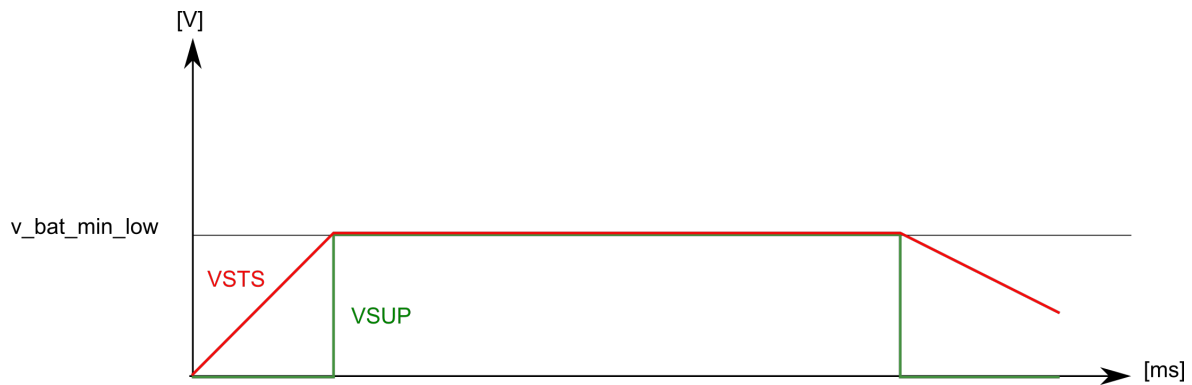 [V]
v_bat_min_low
VSTS
VSUP
[ms]